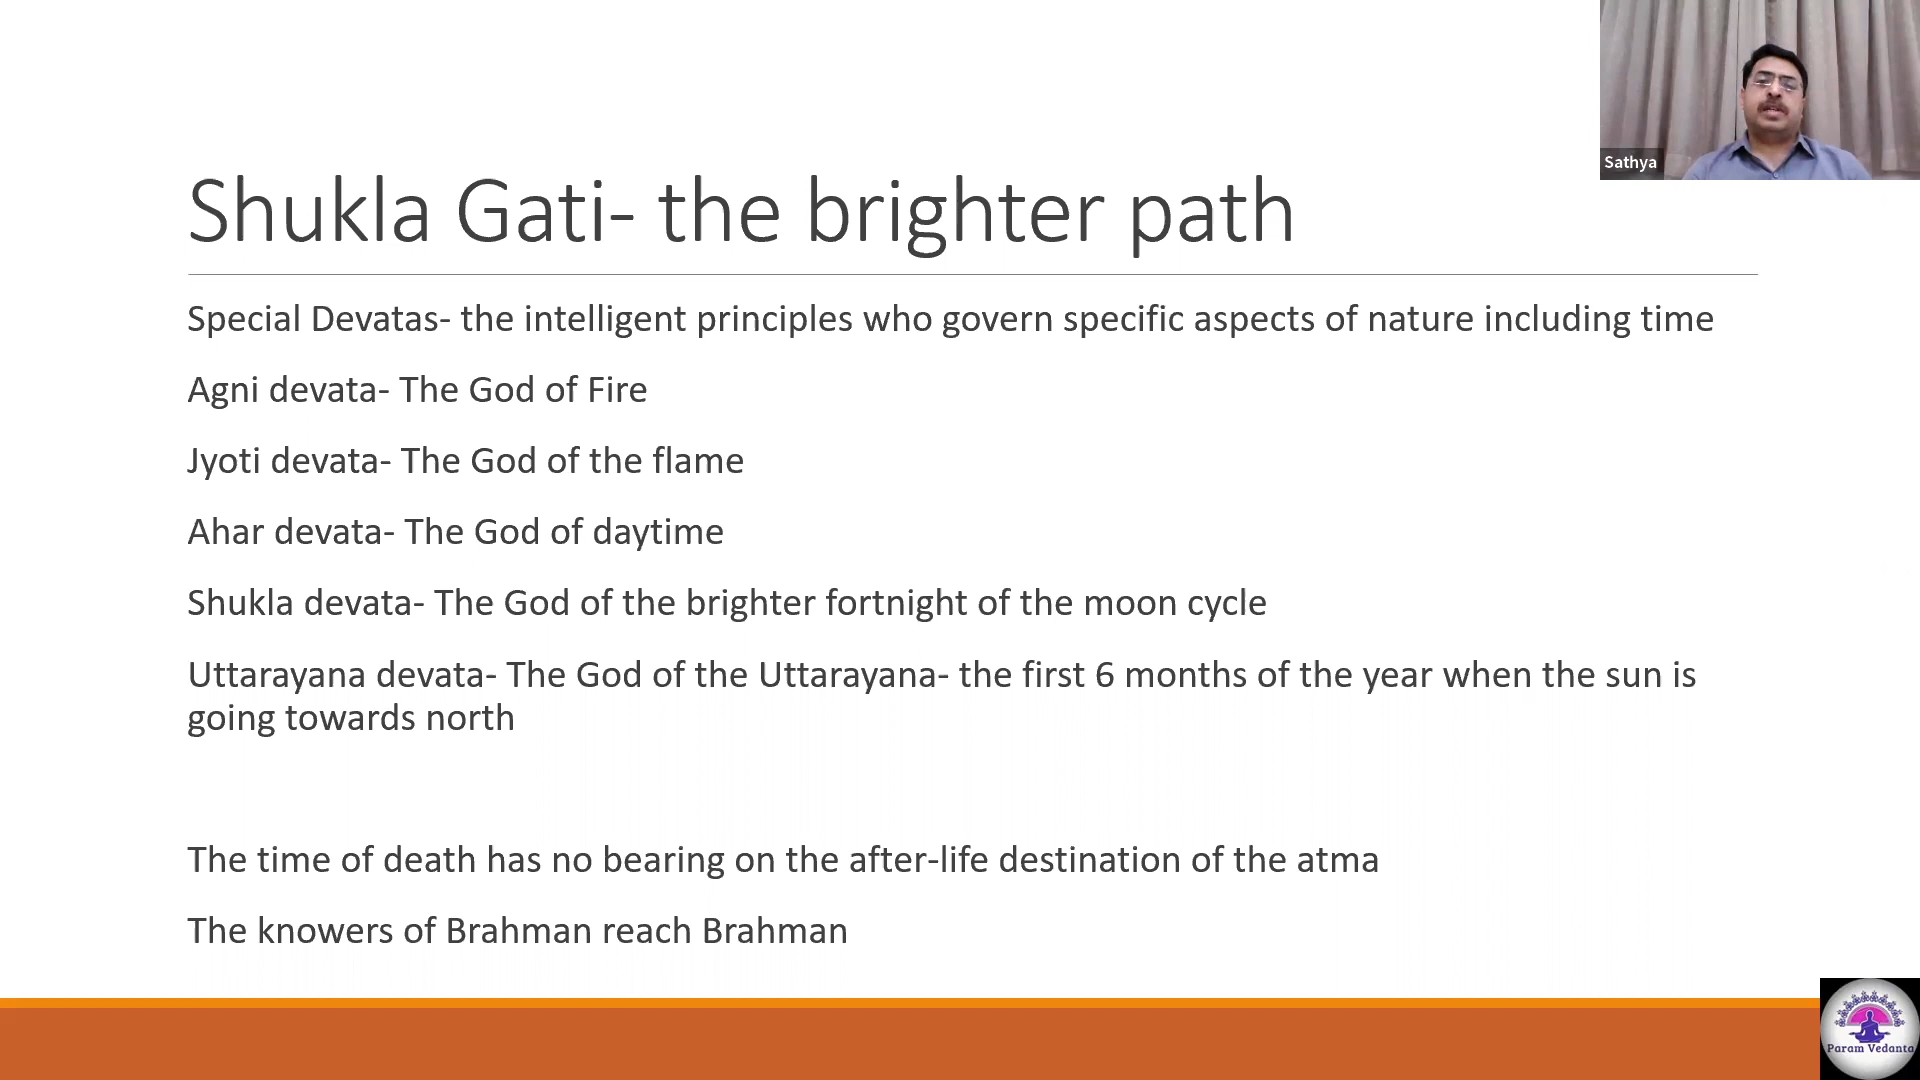 Sathya
Shukla Gati- the brighter path
Special Devatas- the intelligent principles who govern specific aspects of nature including time
Agni devata- The God of Fire
Jyoti devata- The God of the flame
Ahar devata- The God of daytime
Shukla devata- The God of the brighter fortnight of the moon cycle
Uttarayana devata- The God of the Uttarayana- the first 6 months of the year when the sun is
going towards north
The time of death has no bearing on the after-life destination of the atma
The knowers of Brahman reach Brahman
Param Vedanta